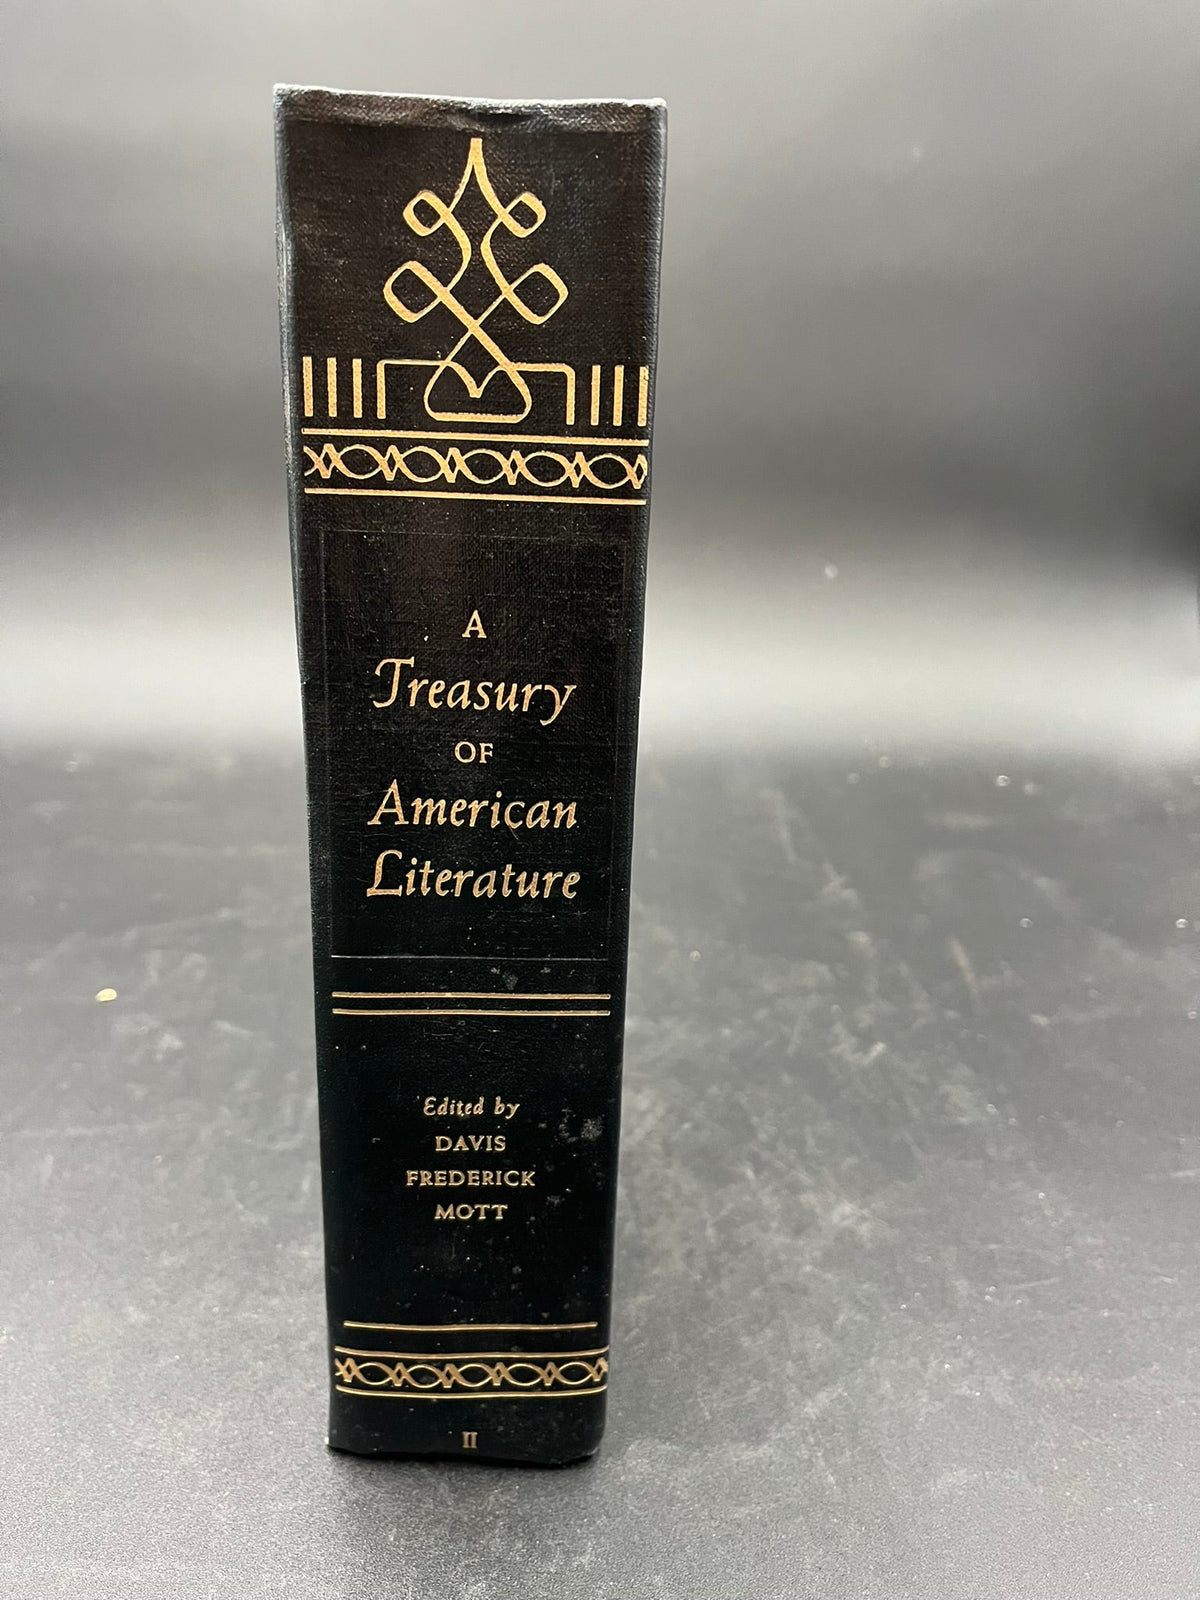 A
Treasury
OF
American
Literature
Edited by
DAVIS
FREDERICK
MOTT
II